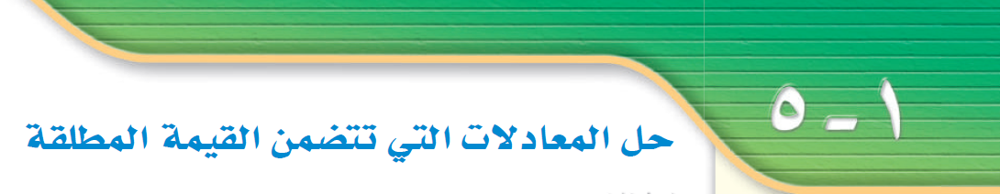 ١ - ٥
حل المعادلات التي تتضمن القيمة المطلقة